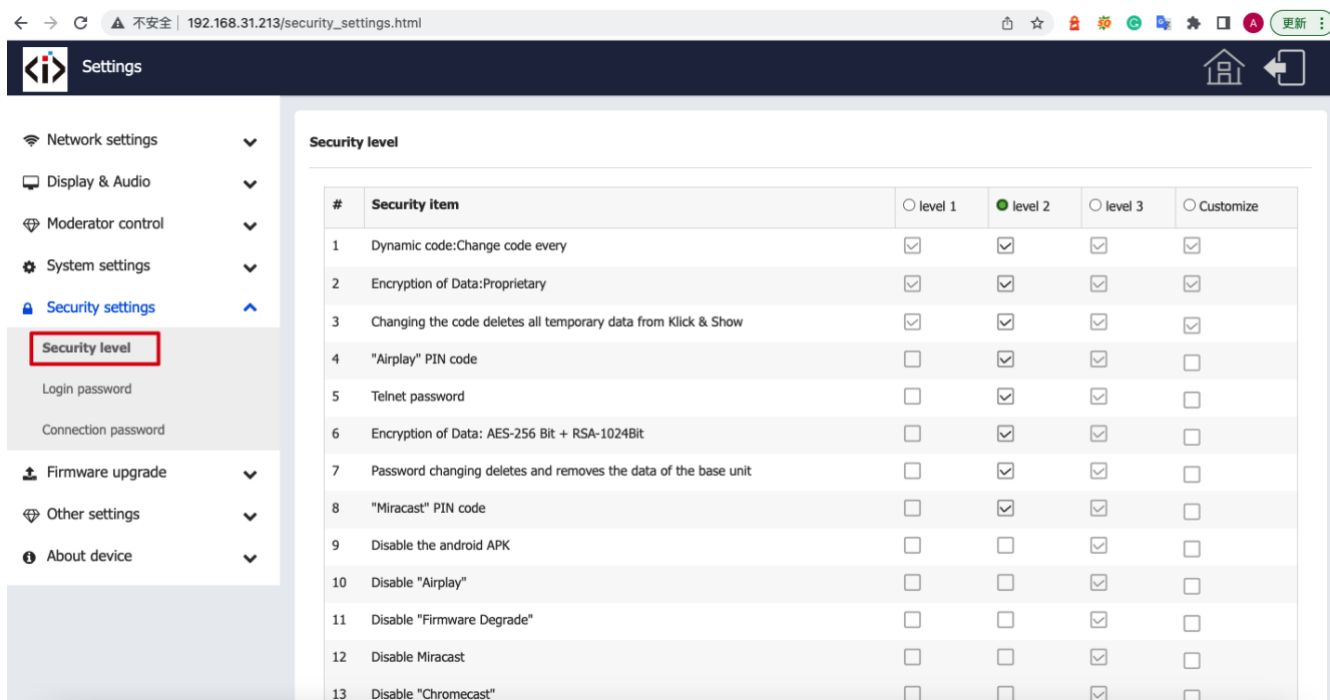 不安全 192.168.31.213/security_settings.html 更新
<i> Settings
Network settings
Display & Audio
Moderator control
System settings
Security settings
Security level
Login password
Connection password
Firmware upgrade
Other settings
About device
Security level
# Security item level 1 level 2 level 3 Customize
1 Dynamic code:Change code every
2 Encryption of Data:Proprietary
3 Changing the code deletes all temporary data from Klick & Show
4 "Airplay" PIN code
5 Telnet password
6 Encryption of Data: AES-256 Bit + RSA-1024Bit
7 Password changing deletes and removes the data of the base unit
8 "Miracast" PIN code
9 Disable the android APK
10 Disable "Airplay"
11 Disable "Firmware Degrade"
12 Disable Miracast
13 Disable "Chromecast"